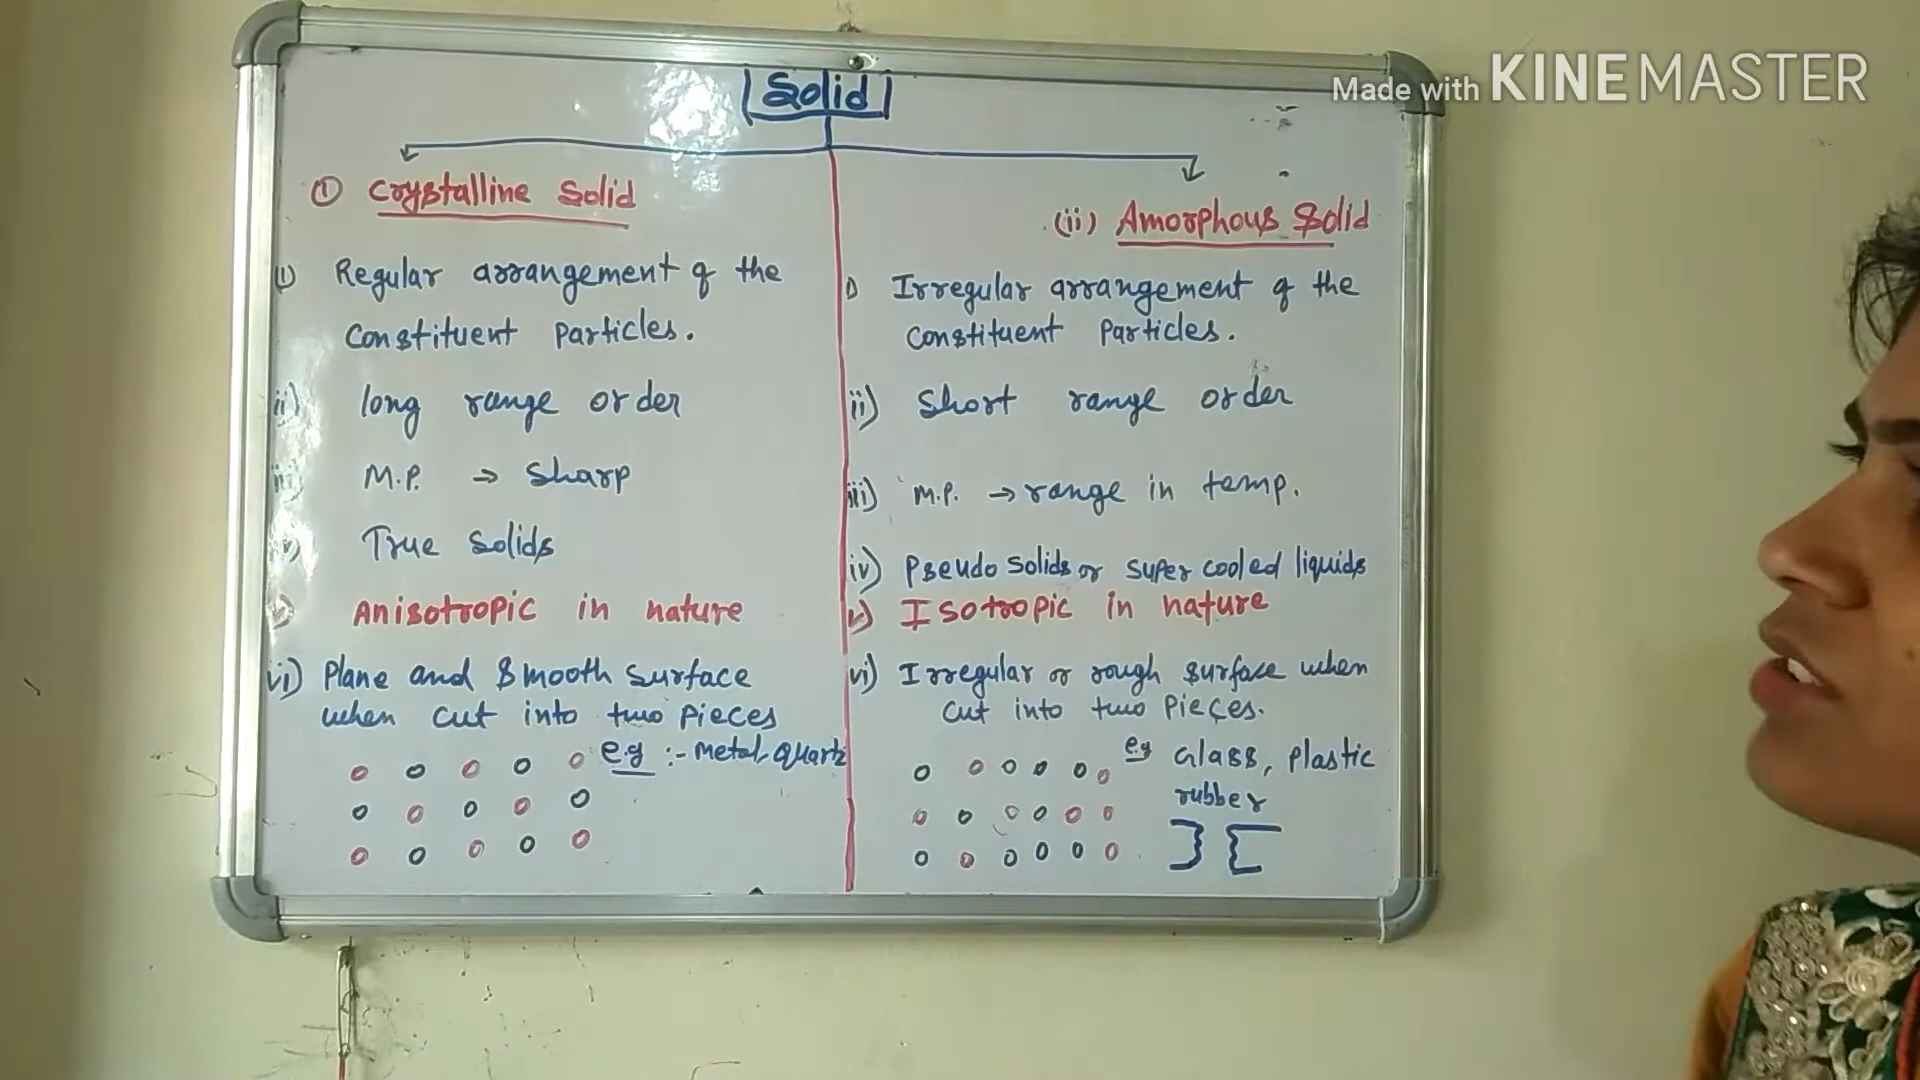 Made with KINEMASTER
Solid
① Crystalline Solid
i) Regular arrangement of the
Constituent Particles.
ii) long range order
iii) M.P. → Sharp
v) True Solids
Anisotropic in nature
vi) Plane and Smooth Surface
when cut into two Pieces
e.g :- Metal, Quartz
(ii) Amorphous Solid
i) Irregular arrangement of the
Constituent Particles.
ii) Short range order
iii) M.P. → range in temp.
iv) Pseudo Solids or super cooled liquids
v) Isotropic in nature
vi) Irregular or rough surface when
Cut into two Pieces.
e.g Glass, Plastic
rubber